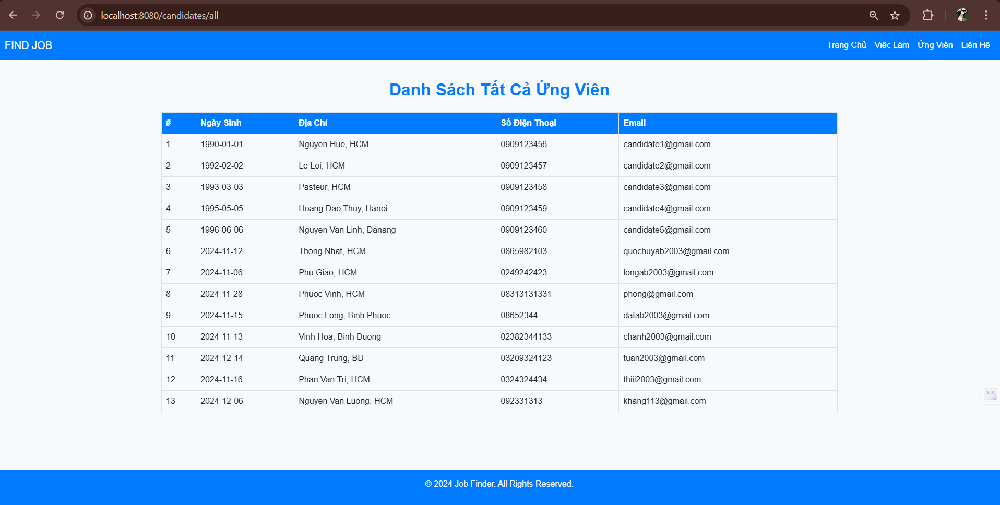 localhost:8080/candidates/all
FIND JOB Trang Chủ Việc Làm Ứng Viên Liên Hệ
Danh Sách Tất Cả Ứng Viên
# Ngày Sinh Địa Chỉ Số Điện Thoại Email
1 1990-01-01 Nguyen Hue, HCM 0909123456 candidate1@gmail.com
2 1992-02-02 Le Loi, HCM 0909123457 candidate2@gmail.com
3 1993-03-03 Pasteur, HCM 0909123458 candidate3@gmail.com
4 1995-05-05 Hoang Dao Thuy, Hanoi 0909123459 candidate4@gmail.com
5 1996-06-06 Nguyen Van Linh, Danang 0909123460 candidate5@gmail.com
6 2024-11-12 Thong Nhat, HCM 0865982103 quochuyab2003@gmail.com
7 2024-11-06 Phu Giao, HCM 0249242423 longab2003@gmail.com
8 2024-11-28 Phuoc Vinh, HCM 08313131331 phong@gmail.com
9 2024-11-15 Phuoc Long, Binh Phuoc 08652344 datab2003@gmail.com
10 2024-11-13 Vinh Hoa, Binh Duong 02382344133 chanh2003@gmail.com
11 2024-12-14 Quang Trung, BD 03209324123 tuan2003@gmail.com
12 2024-11-16 Phan Van Tri, HCM 0324324434 thiii2003@gmail.com
13 2024-12-06 Nguyen Van Luong, HCM 092331313 khang113@gmail.com
© 2024 Job Finder. All Rights Reserved.